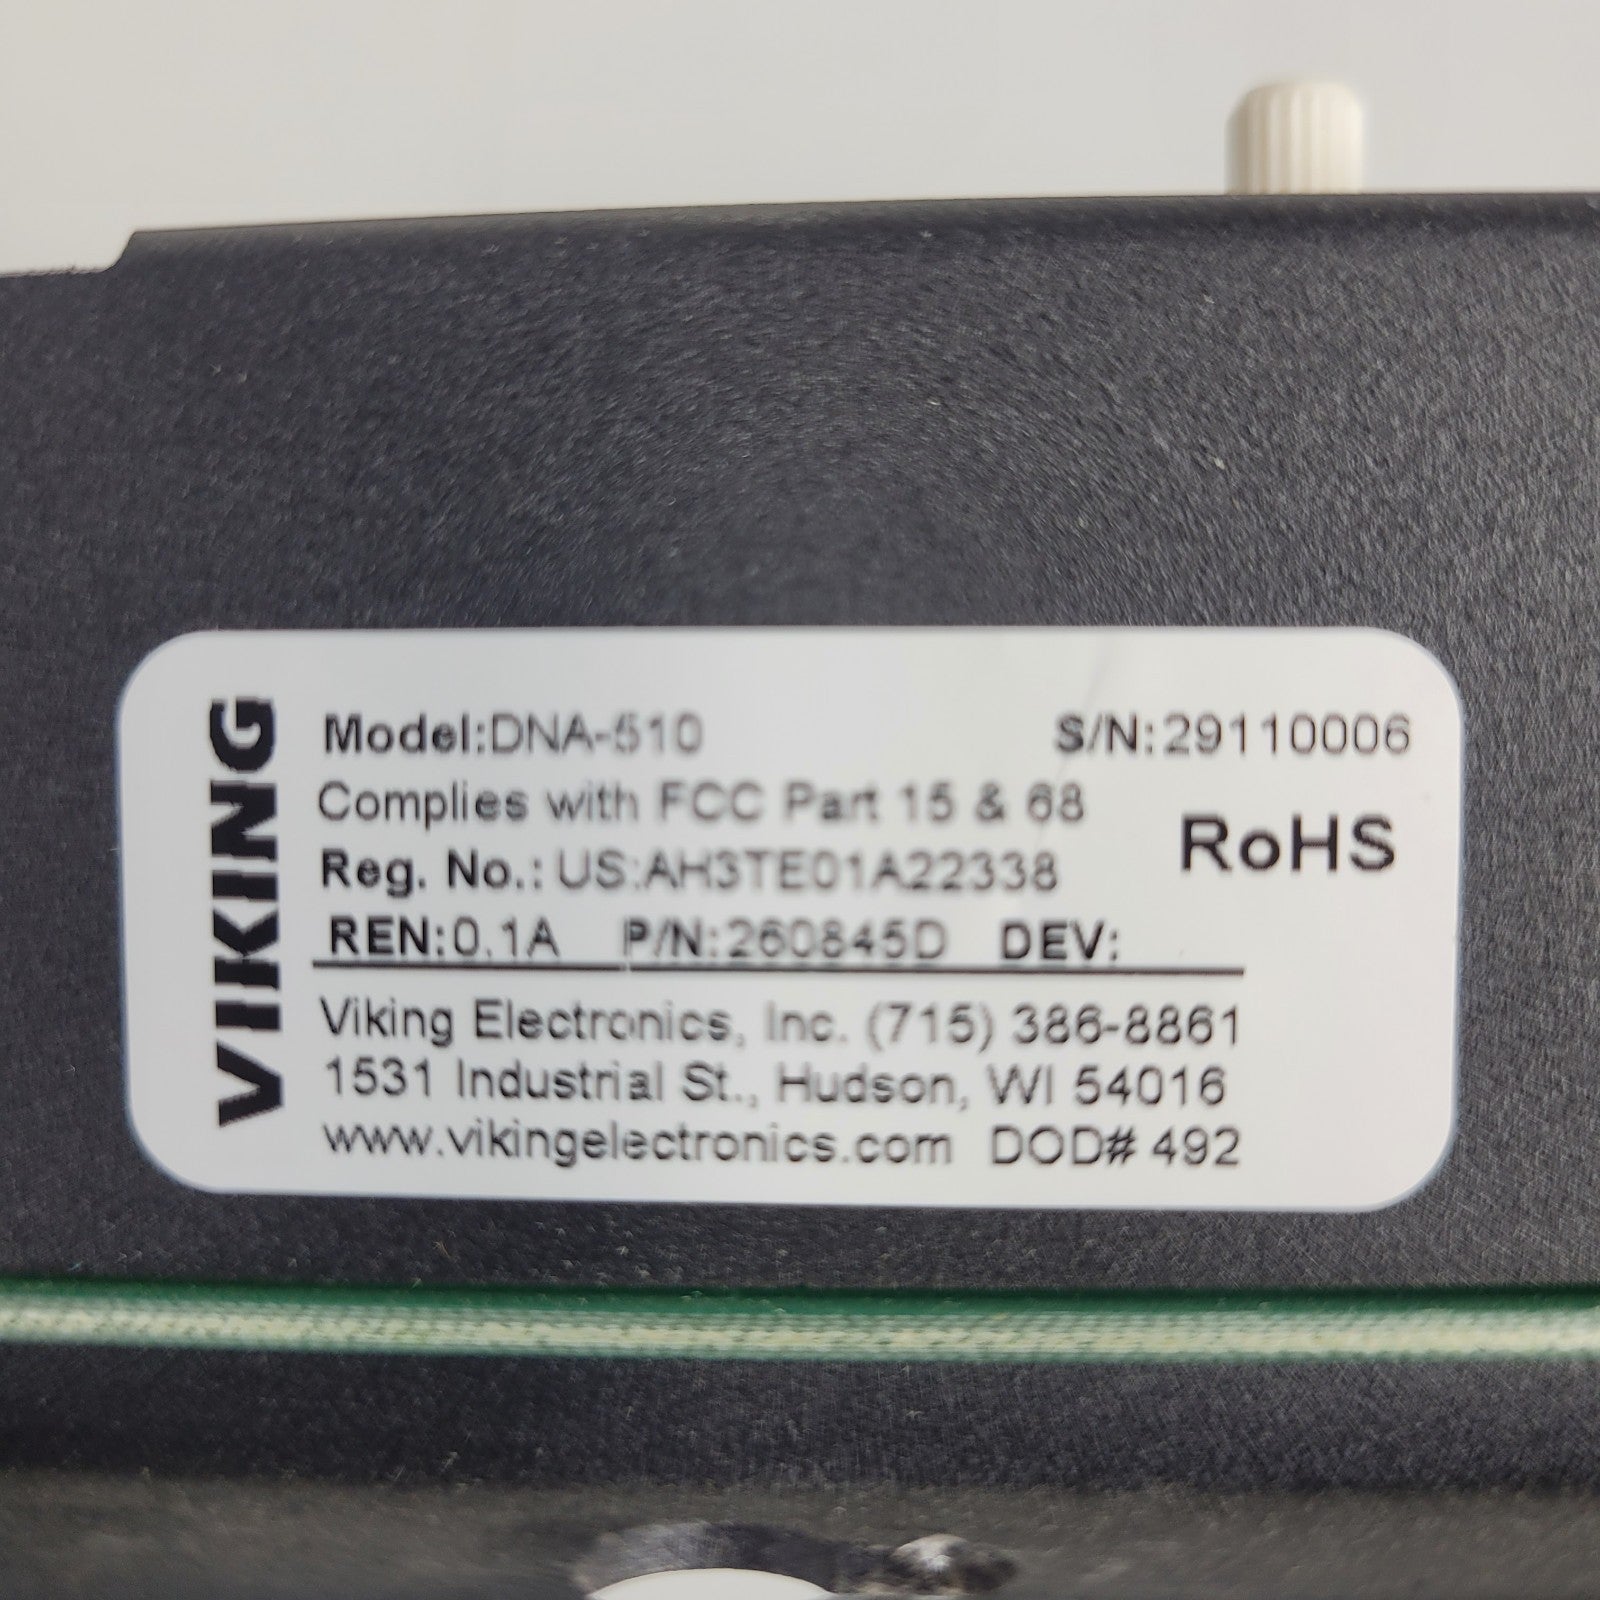 VIKING
Model:DNA-510 S/N:29110006
Complies with FCC Part 15 & 68
RoHS
Reg. No.: US:AH3TE01A22338
REN:0.1A P/N:260845D DEV:
Viking Electronics, Inc. (715) 386-8861
1531 Industrial St., Hudson, WI 54016
www.vikingelectronics.com DOD# 492